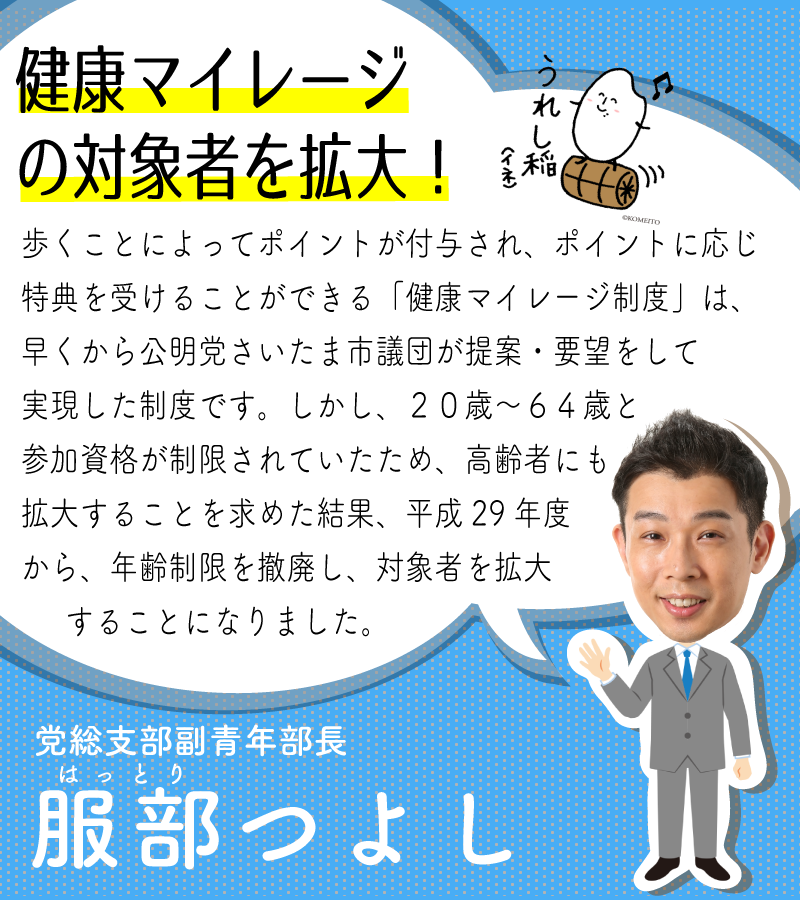 健康マイレージ
の対象者を拡大！
うれし稲
（イネ）
©KOMEITO
歩くことによってポイントが付与され、ポイントに応じ
特典を受けることができる「健康マイレージ制度」は、
早くから公明党さいたま市議団が提案・要望をして
実現した制度です。しかし、２０歳～６４歳と
参加資格が制限されていたため、高齢者にも
拡大することを求めた結果、平成29年度
から、年齢制限を撤廃し、対象者を拡大
することになりました。
党総支部副青年部長
はっとり
服部つよし